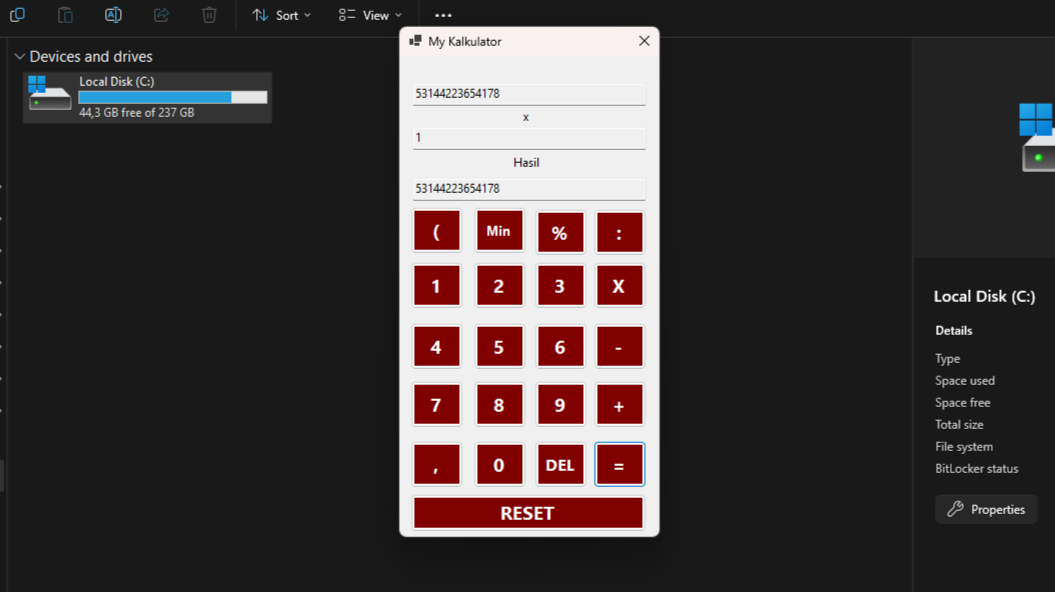 Sort
View
Devices and drives
Local Disk (C:)
44,3 GB free of 237 GB
My Kalkulator
53144223654178
x
1
Hasil
53144223654178
( Min % :
1 2 3 X
4 5 6 -
7 8 9 +
, 0 DEL =
RESET
Local Disk (C:)
Details
Type
Space used
Space free
Total size
File system
BitLocker status
Properties